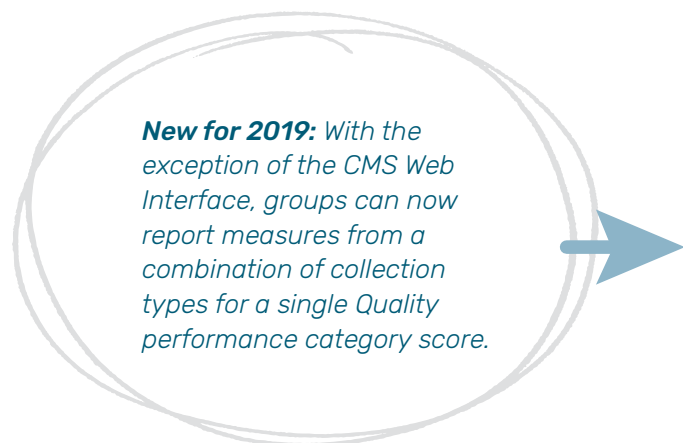 New for 2019: With the
exception of the CMS Web
Interface, groups can now
report measures from a
combination of collection
types for a single Quality
performance category score.